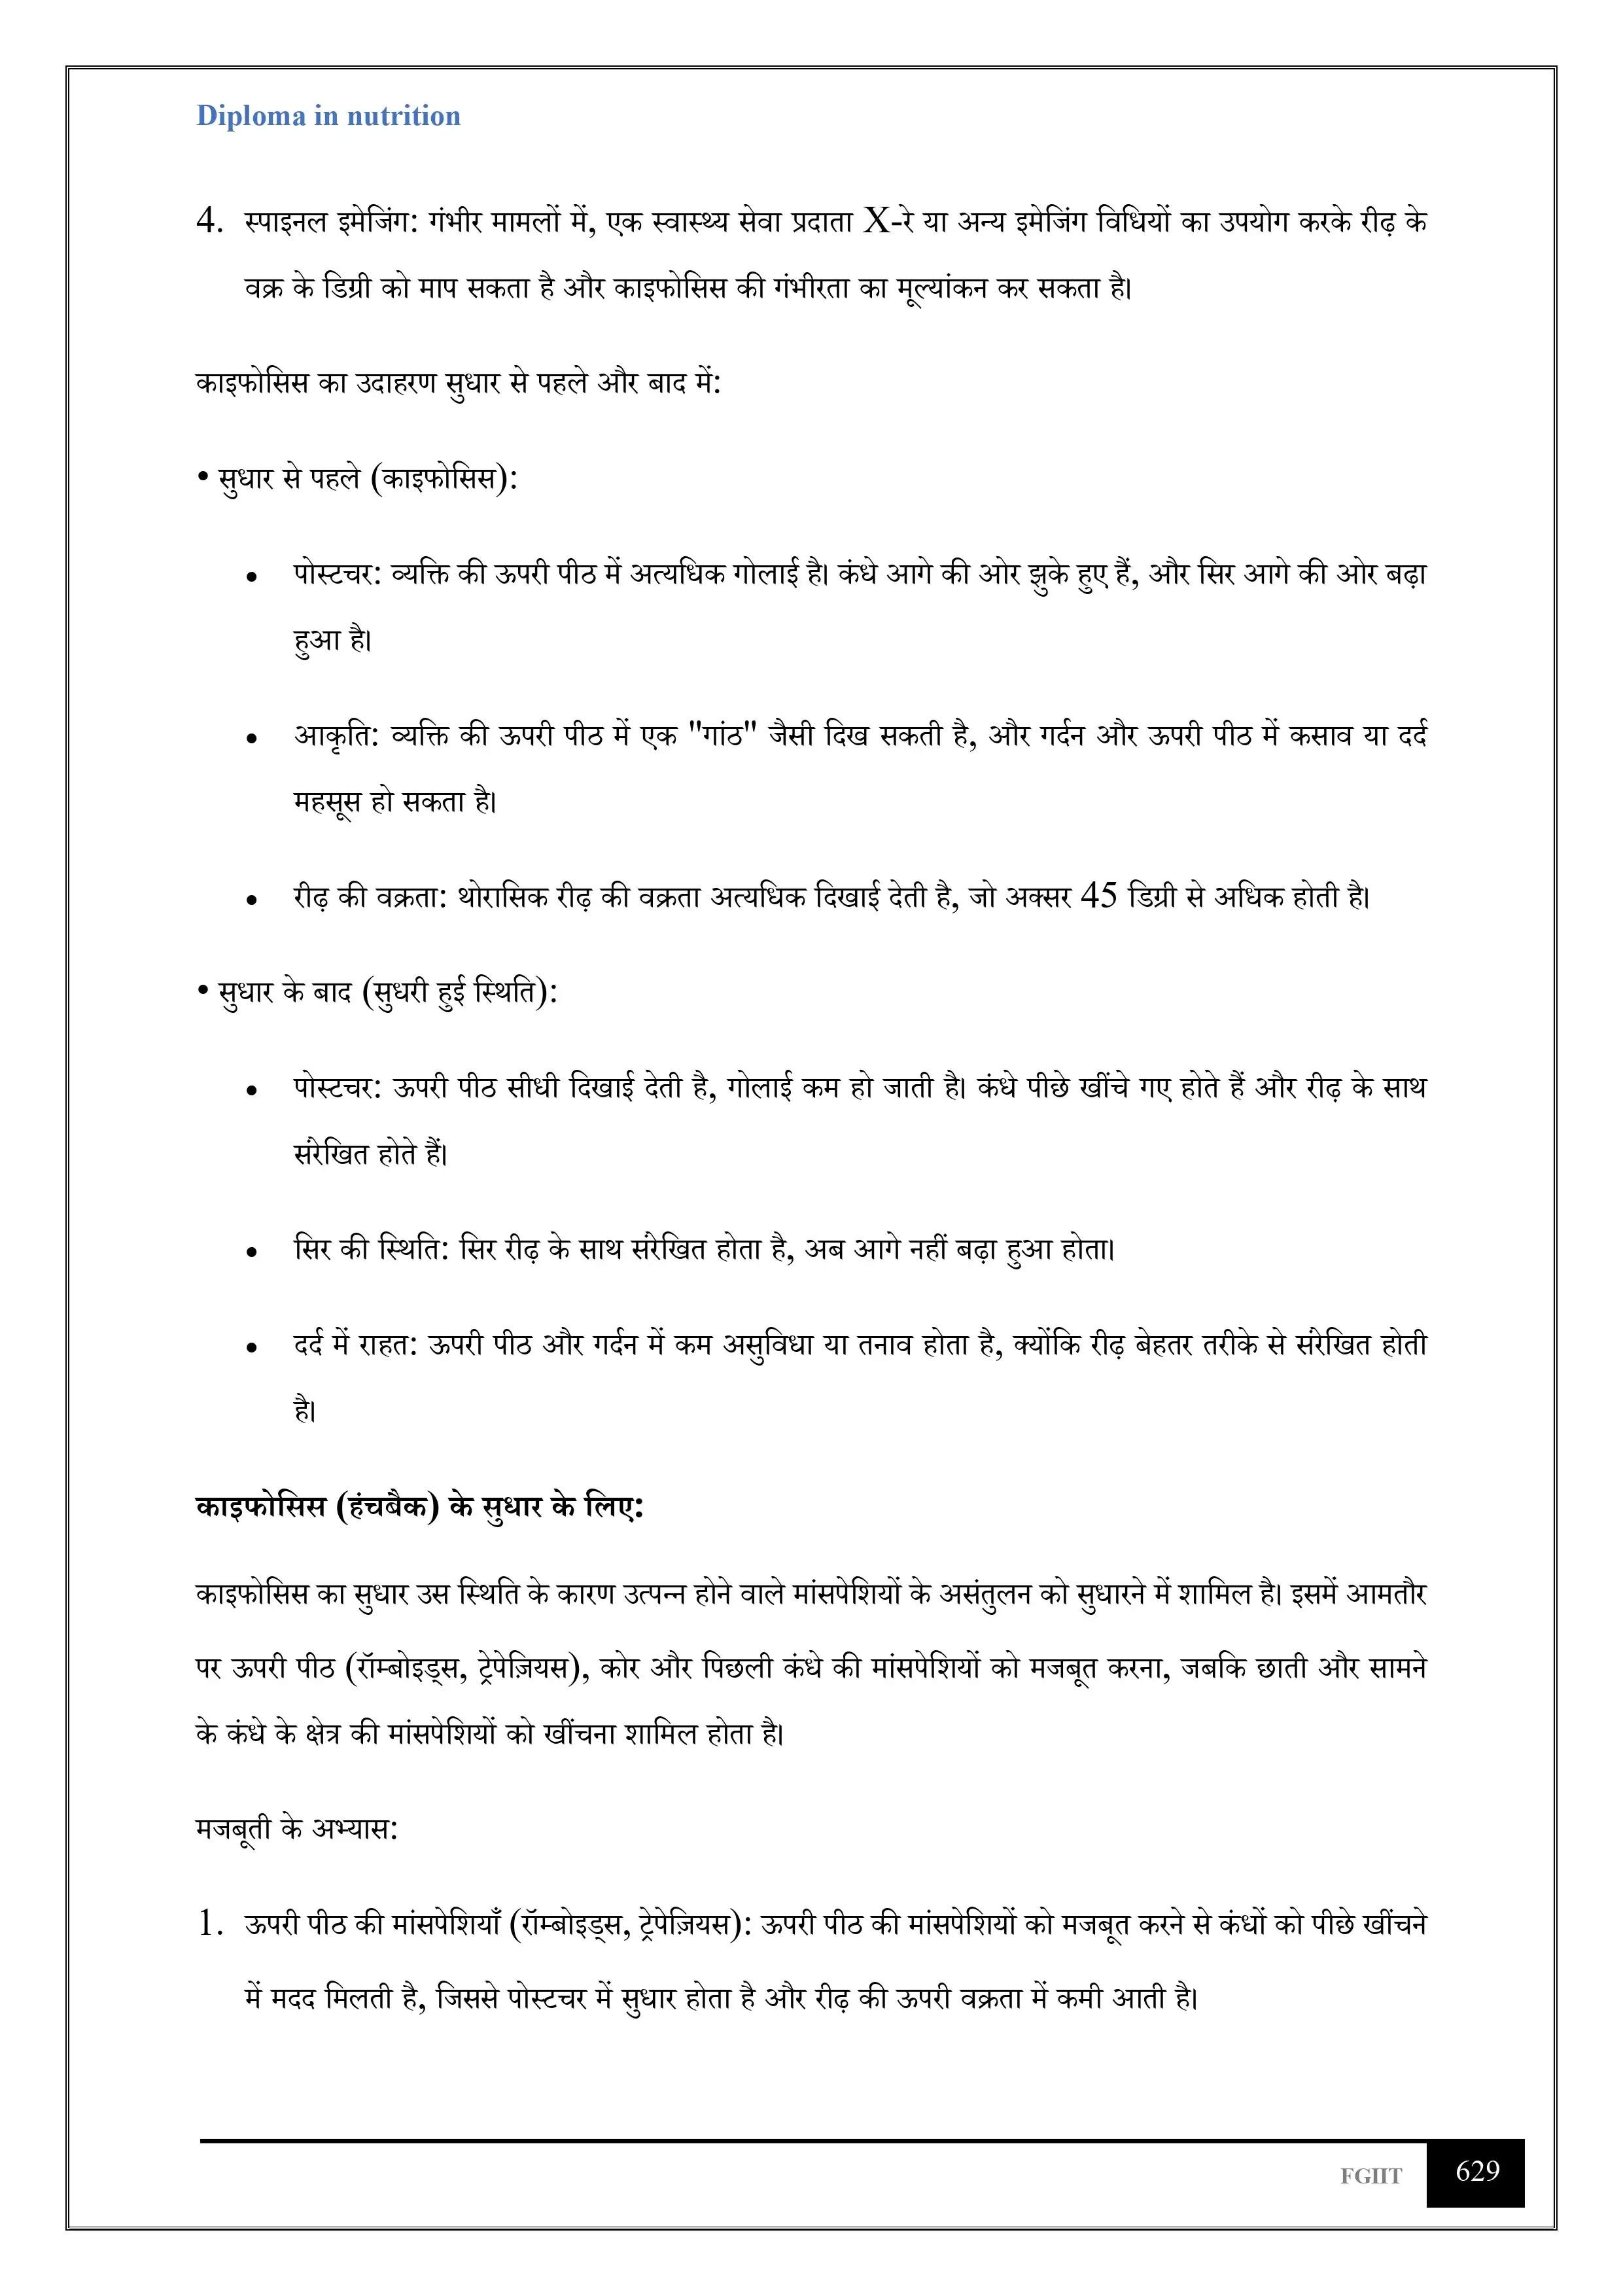 Diploma in nutrition
4. स्पाइनल इमेजिंग: गंभीर मामलों में, एक स्वास्थ्य सेवा प्रदाता X-रे या अन्य इमेजिंग विधियों का उपयोग करके रीढ़ के
वक्र के डिग्री को माप सकता है और काइफोसिस की गंभीरता का मूल्यांकन कर सकता है।
काइफोसिस का उदाहरण सुधार से पहले और बाद में:
• सुधार से पहले (काइफोसिस):
• पोस्टचर: व्यक्ति की ऊपरी पीठ में अत्यधिक गोलाई है। कंधे आगे की ओर झुके हुए हैं, और सिर आगे की ओर बढ़ा
हुआ है।
• आकृति: व्यक्ति की ऊपरी पीठ में एक "गांठ" जैसी दिख सकती है, और गर्दन और ऊपरी पीठ में कसाव या दर्द
महसूस हो सकता है।
• रीढ़ की वक्रता: थोरासिक रीढ़ की वक्रता अत्यधिक दिखाई देती है, जो अक्सर 45 डिग्री से अधिक होती है।
• सुधार के बाद (सुधरी हुई स्थिति):
• पोस्टचर: ऊपरी पीठ सीधी दिखाई देती है, गोलाई कम हो जाती है। कंधे पीछे खींचे गए होते हैं और रीढ़ के साथ
संरेखित होते हैं।
• सिर की स्थिति: सिर रीढ़ के साथ संरेखित होता है, अब आगे नहीं बढ़ा हुआ होता।
• दर्द में राहत: ऊपरी पीठ और गर्दन में कम असुविधा या तनाव होता है, क्योंकि रीढ़ बेहतर तरीके से संरेखित होती
है।
काइफोसिस (हंचबैक) के सुधार के लिए:
काइफोसिस का सुधार उस स्थिति के कारण उत्पन्न होने वाले मांसपेशियों के असंतुलन को सुधारने में शामिल है। इसमें आमतौर
पर ऊपरी पीठ (रॉम्बोइड्स, ट्रेपेज़ियस), कोर और पिछली कंधे की मांसपेशियों को मजबूत करना, जबकि छाती और सामने
के कंधे के क्षेत्र की मांसपेशियों को खींचना शामिल होता है।
मजबूती के अभ्यास:
1. ऊपरी पीठ की मांसपेशियाँ (रॉम्बोइड्स, ट्रेपेज़ियस): ऊपरी पीठ की मांसपेशियों को मजबूत करने से कंधों को पीछे खींचने
में मदद मिलती है, जिससे पोस्टचर में सुधार होता है और रीढ़ की ऊपरी वक्रता में कमी आती है।
FGIIT 629